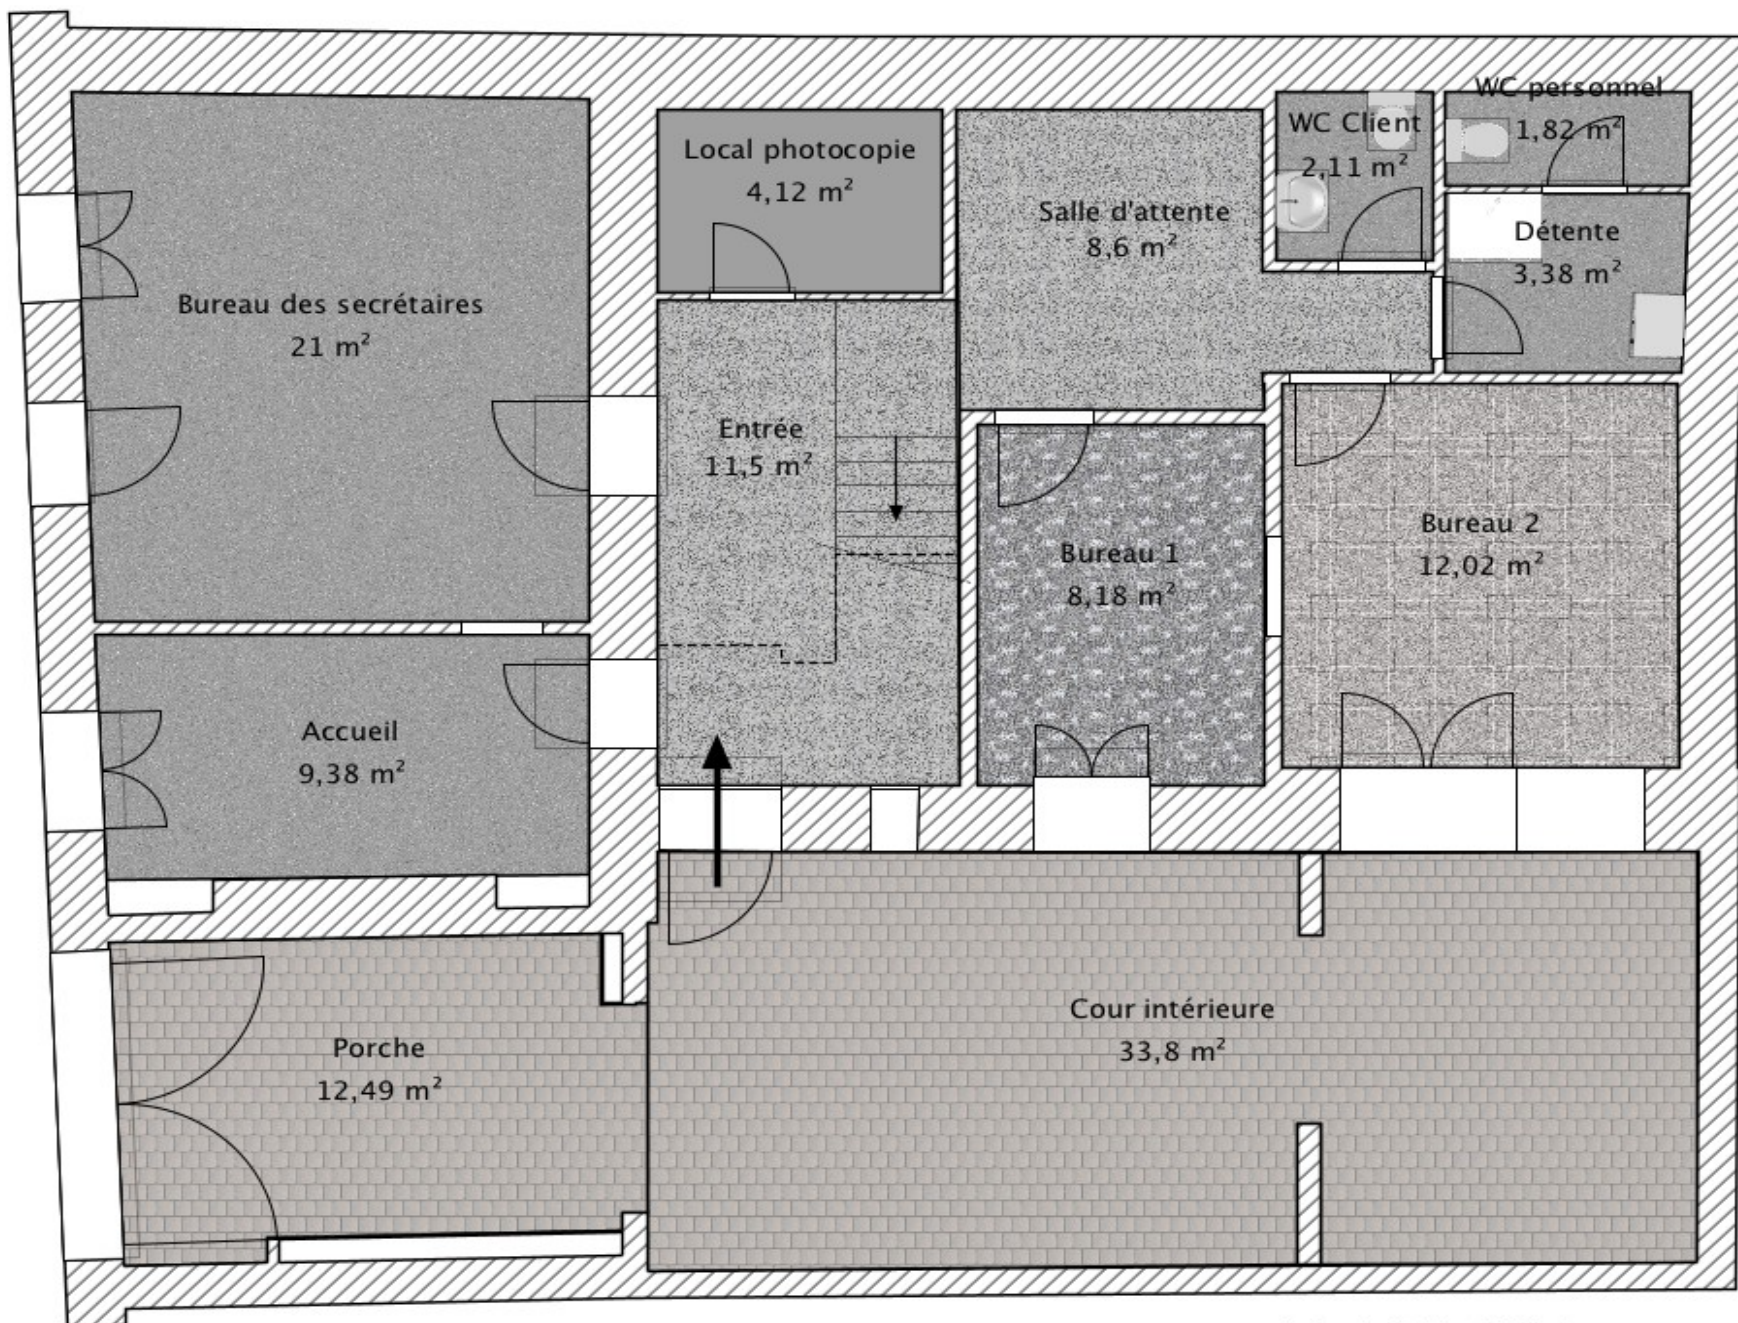 WC personnel
1,82 m²
WC Client
2,11 m²
Local photocopie
4,12 m²
Salle d'attente
8,6 m²
Détente
3,38 m²
Bureau des secrétaires
21 m²
Entrée
11,5 m²
Bureau 1
8,18 m²
Bureau 2
12,02 m²
Accueil
9,38 m²
Cour intérieure
33,8 m²
Porche
12,49 m²